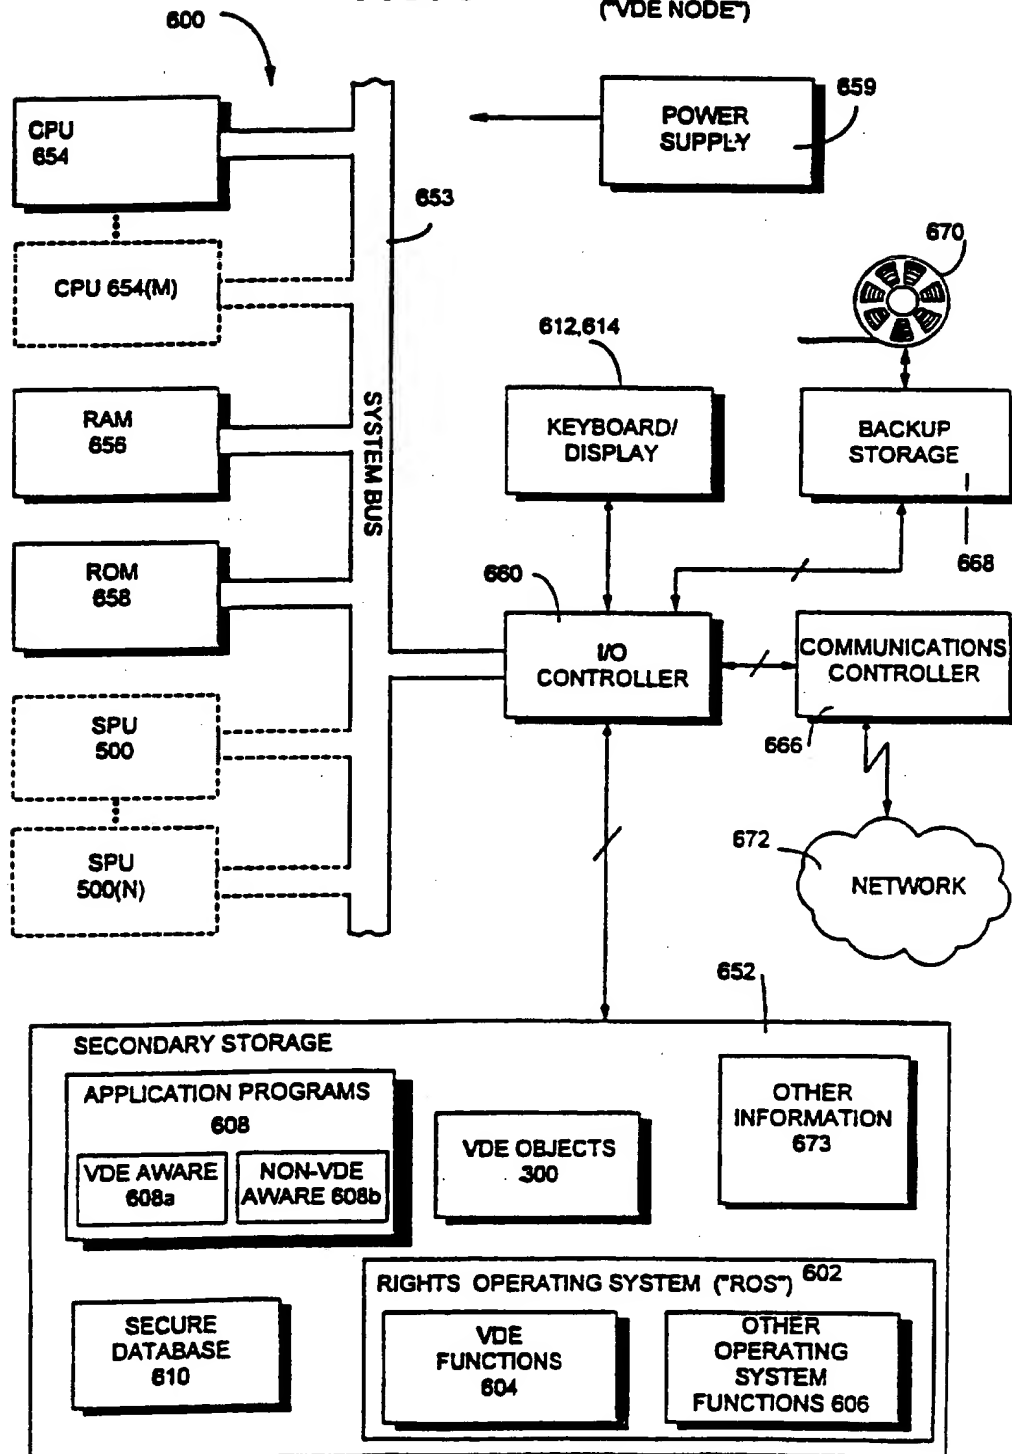 ("VDE NODE")
600
CPU
654
CPU 654(M)
RAM
656
ROM
658
SPU
500
SPU
500(N)
SYSTEM BUS
653
POWER
SUPPLY
659
670
612,614
KEYBOARD/
DISPLAY
BACKUP
STORAGE
668
660
I/O
CONTROLLER
COMMUNICATIONS
CONTROLLER
666
672
NETWORK
652
SECONDARY STORAGE
APPLICATION PROGRAMS
608
VDE AWARE
608a
NON-VDE
AWARE 608b
VDE OBJECTS
300
OTHER
INFORMATION
673
SECURE
DATABASE
610
RIGHTS OPERATING SYSTEM ("ROS") 602
VDE
FUNCTIONS
604
OTHER
OPERATING
SYSTEM
FUNCTIONS 606